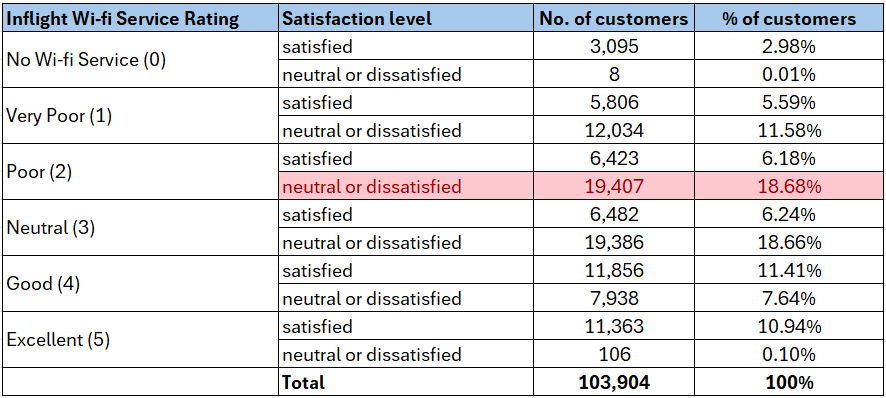 Inflight Wi-fi Service Rating Satisfaction level No. of customers % of customers
No Wi-fi Service (0) satisfied 3,095 2.98%
neutral or dissatisfied 8 0.01%
Very Poor (1) satisfied 5,806 5.59%
neutral or dissatisfied 12,034 11.58%
Poor (2) satisfied 6,423 6.18%
neutral or dissatisfied 19,407 18.68%
Neutral (3) satisfied 6,482 6.24%
neutral or dissatisfied 19,386 18.66%
Good (4) satisfied 11,856 11.41%
neutral or dissatisfied 7,938 7.64%
Excellent (5) satisfied 11,363 10.94%
neutral or dissatisfied 106 0.10%
Total 103,904 100%